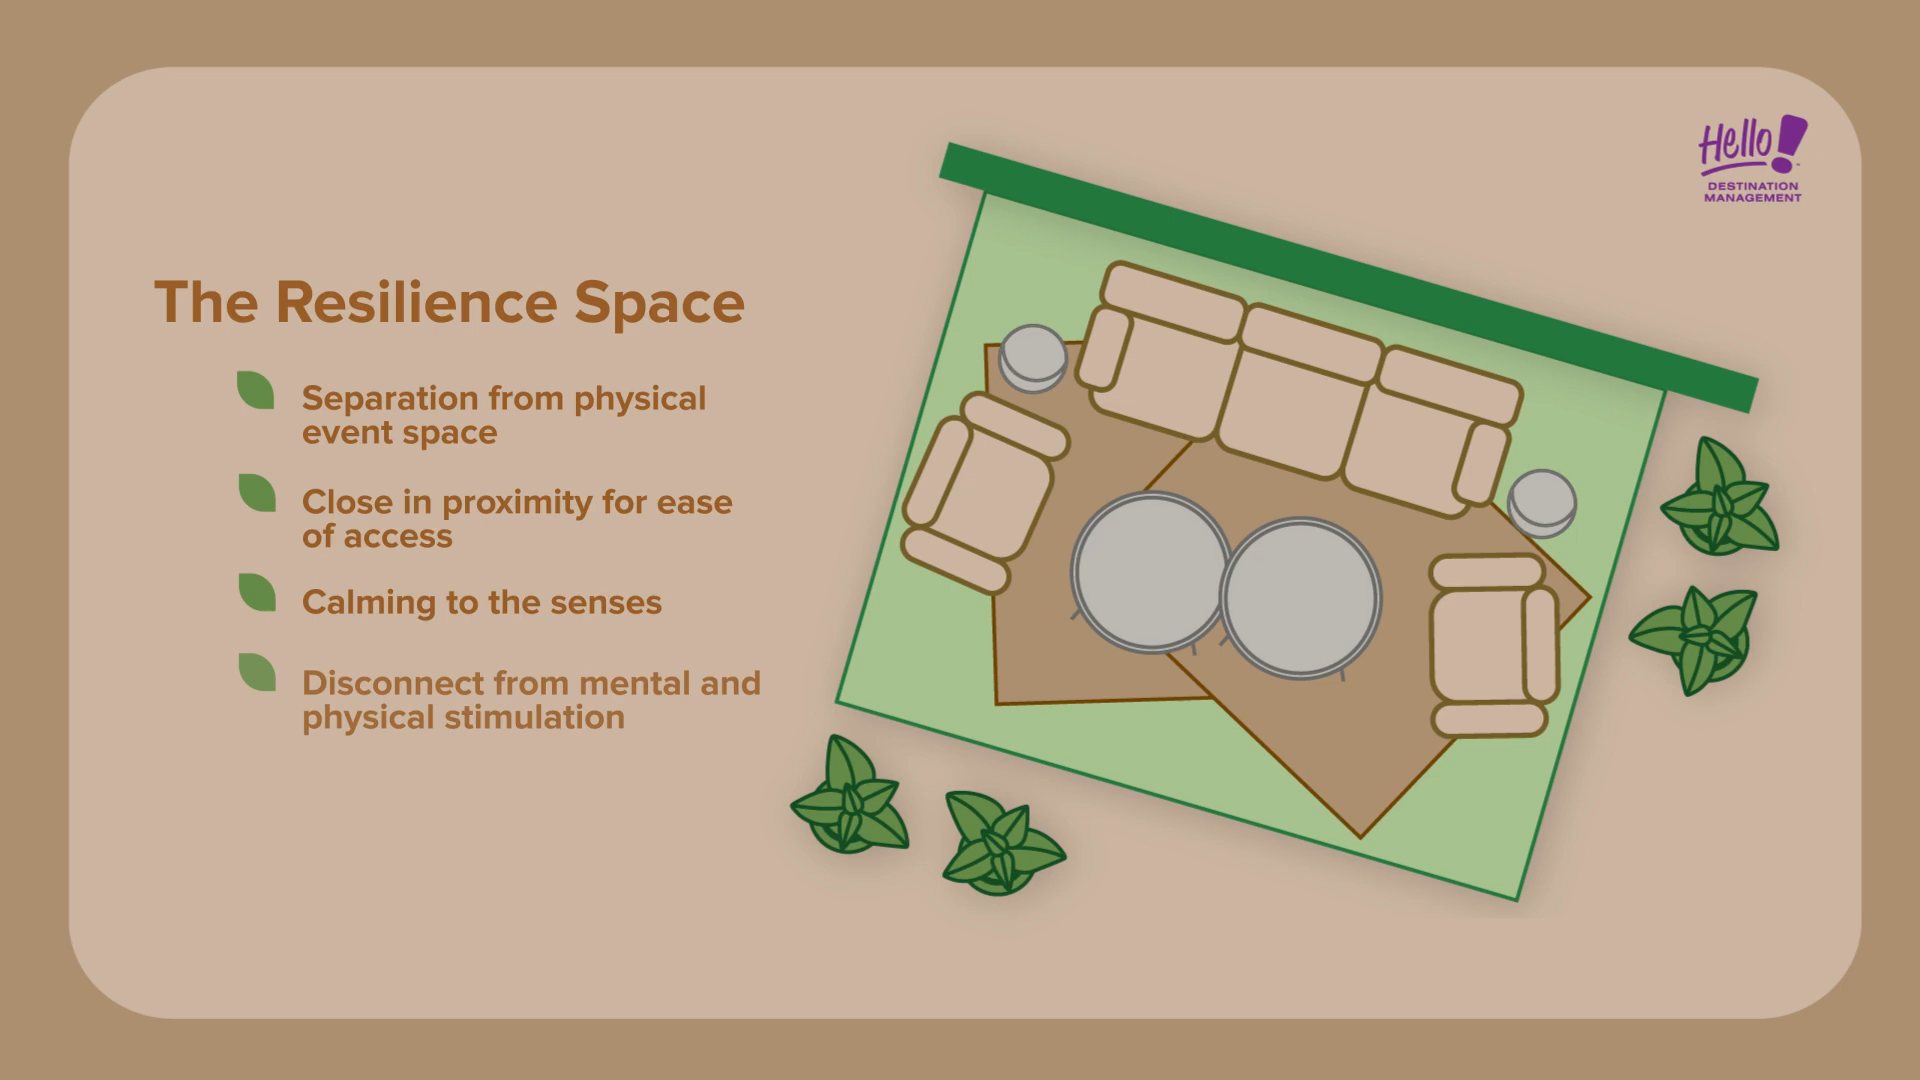 Hello!
DESTINATION
MANAGEMENT
The Resilience Space
Separation from physical
event space
Close in proximity for ease
of access
Calming to the senses
Disconnect from mental and
physical stimulation